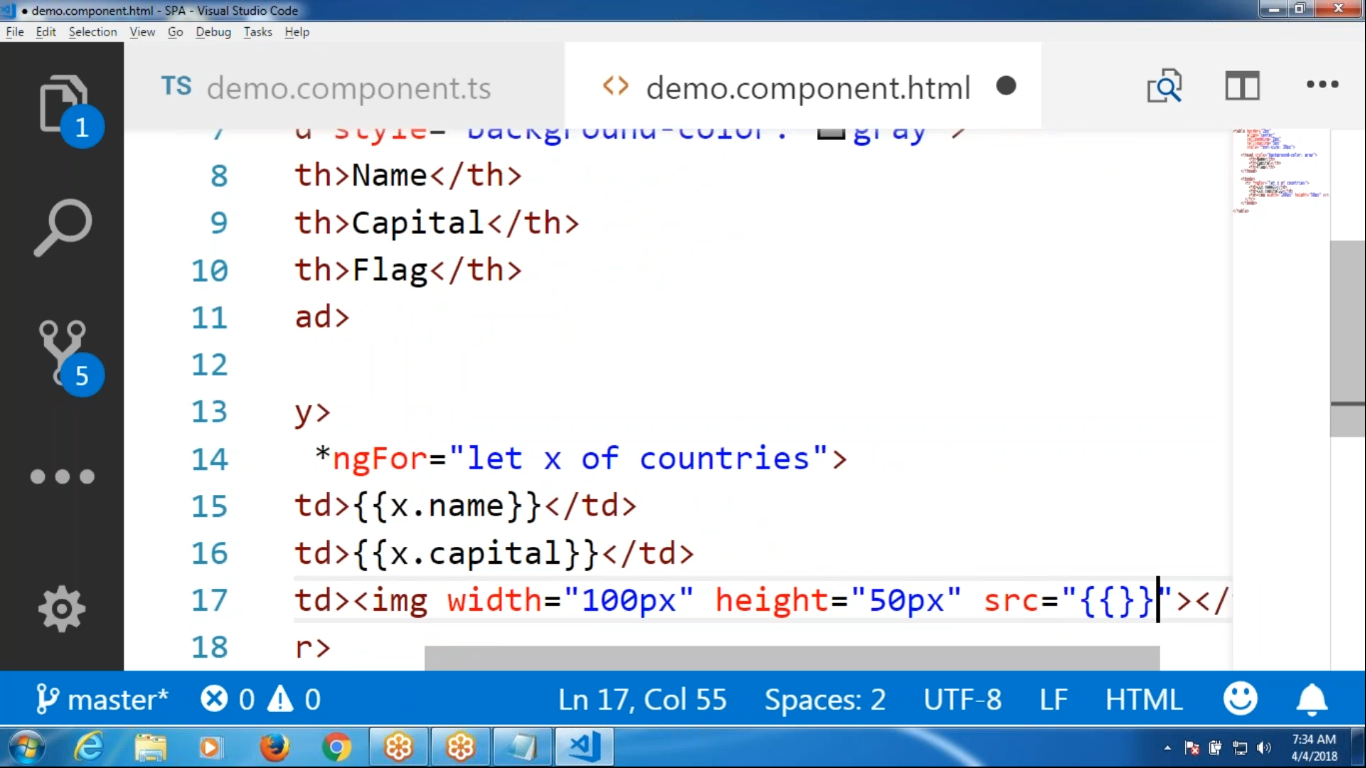 demo.component.html - SPA - Visual Studio Code
File Edit Selection View Go Debug Tasks Help
TS demo.component.ts <> demo.component.html
1
7 d style="background-color: gray">
8 th>Name</th>
9 th>Capital</th>
10 th>Flag</th>
11 ad>
12
13 y>
14 *ngFor="let x of countries">
15 td>{{x.name}}</td>
16 td>{{x.capital}}</td>
17 td><img width="100px" height="50px" src="{{}}"></
18 r>
5
master* 0 0 Ln 17, Col 55 Spaces: 2 UTF-8 LF HTML
7:34 AM
4/4/2018